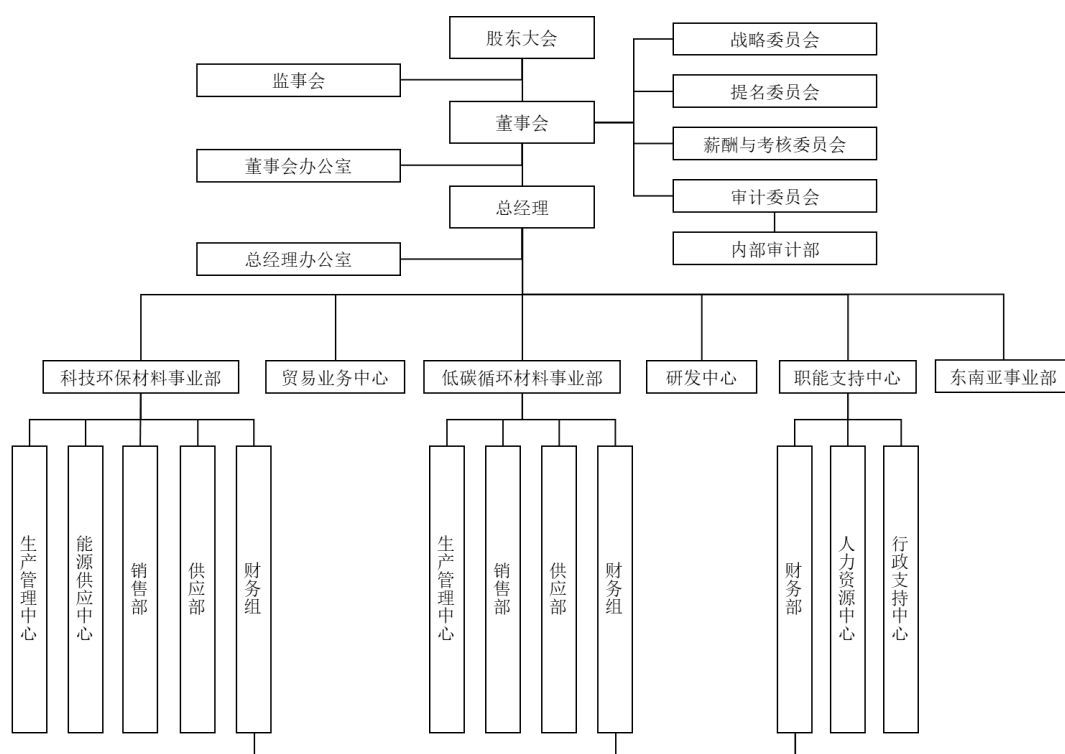 股东大会
战略委员会
监事会
提名委员会
董事会
薪酬与考核委员会
董事会办公室
审计委员会
总经理
内部审计部
总经理办公室
科技环保材料事业部
贸易业务中心
低碳循环材料事业部
研发中心
职能支持中心
东南亚事业部
生产管理中心
能源供应中心
销售部
供应部
财务组
生产管理中心
销售部
供应部
财务组
财务部
人力资源中心
行政支持中心